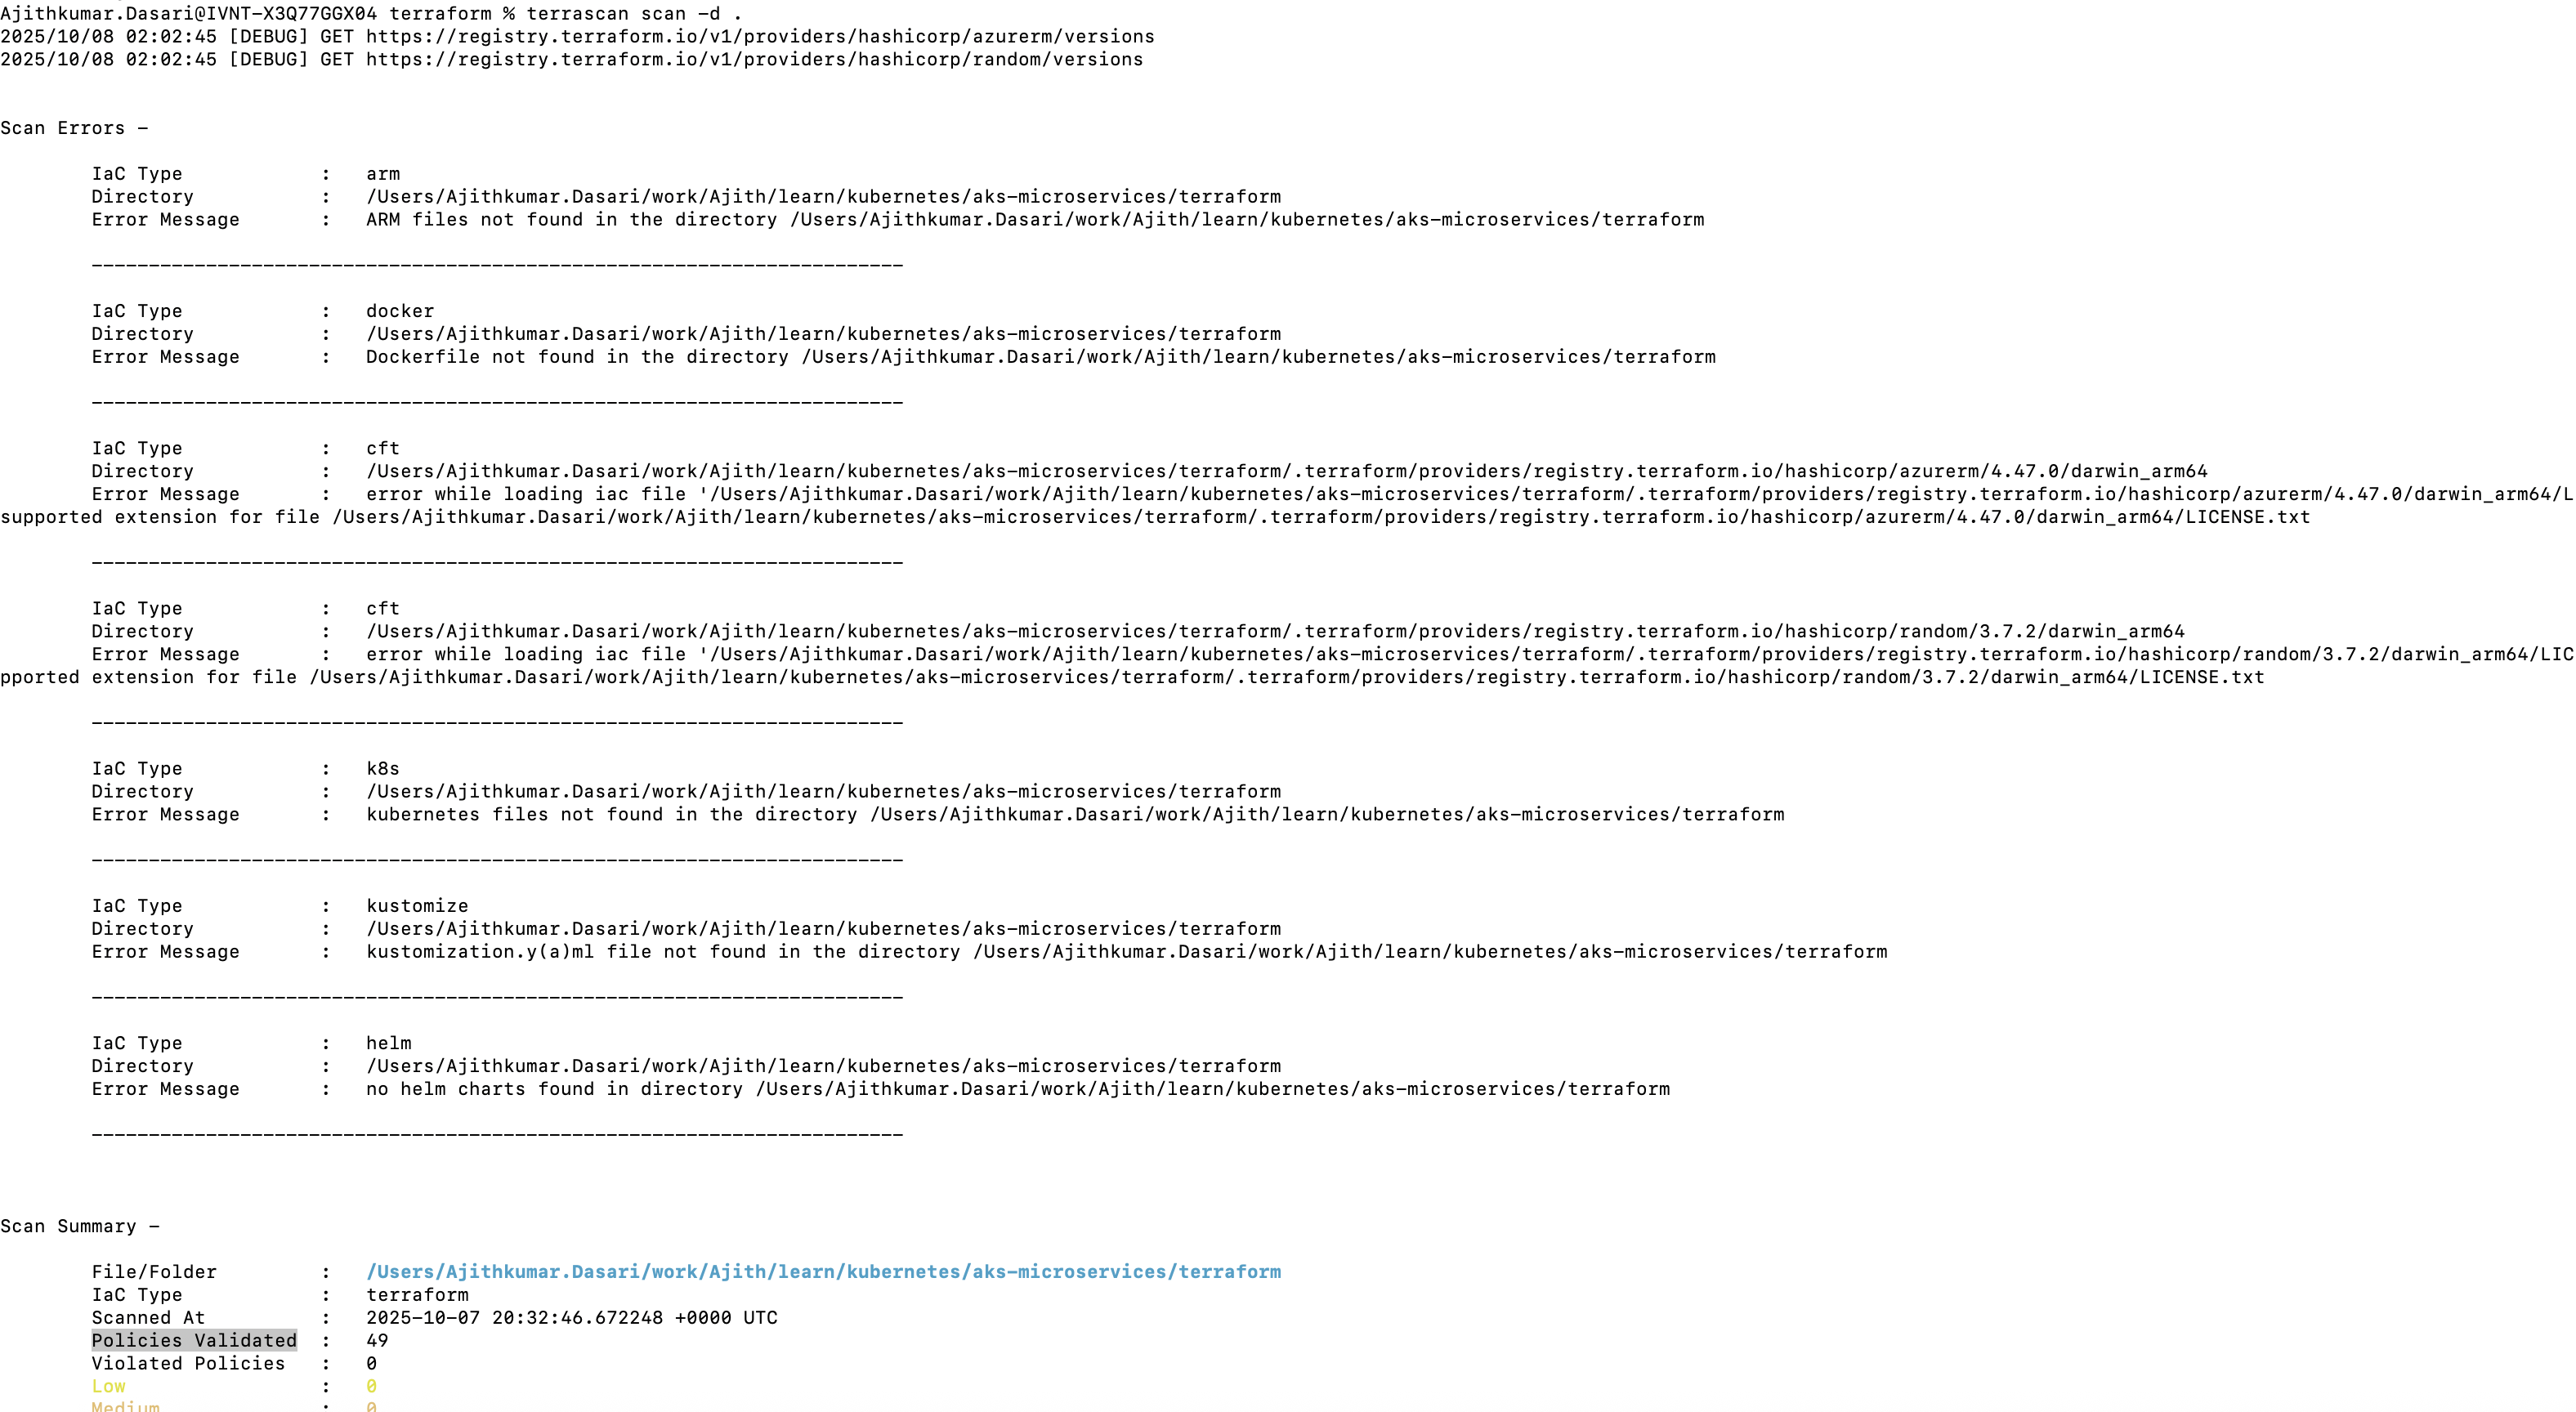 Ajithkumar.Dasari@IVNT-X3Q77GGX04 terraform % terrascan scan -d .
2025/10/08 02:02:45 [DEBUG] GET https://registry.terraform.io/v1/providers/hashicorp/azurerm/versions
2025/10/08 02:02:45 [DEBUG] GET https://registry.terraform.io/v1/providers/hashicorp/random/versions
Scan Errors -
IaC Type : arm
Directory : /Users/Ajithkumar.Dasari/work/Ajith/learn/kubernetes/aks-microservices/terraform
Error Message : ARM files not found in the directory /Users/Ajithkumar.Dasari/work/Ajith/learn/kubernetes/aks-microservices/terraform
-----------------------------------------------------------------------
IaC Type : docker
Directory : /Users/Ajithkumar.Dasari/work/Ajith/learn/kubernetes/aks-microservices/terraform
Error Message : Dockerfile not found in the directory /Users/Ajithkumar.Dasari/work/Ajith/learn/kubernetes/aks-microservices/terraform
-----------------------------------------------------------------------
IaC Type : cft
Directory : /Users/Ajithkumar.Dasari/work/Ajith/learn/kubernetes/aks-microservices/terraform/.terraform/providers/registry.terraform.io/hashicorp/azurerm/4.47.0/darwin_arm64
Error Message : error while loading iac file '/Users/Ajithkumar.Dasari/work/Ajith/learn/kubernetes/aks-microservices/terraform/.terraform/providers/registry.terraform.io/hashicorp/azurerm/4.47.0/darwin_arm64/L
supported extension for file /Users/Ajithkumar.Dasari/work/Ajith/learn/kubernetes/aks-microservices/terraform/.terraform/providers/registry.terraform.io/hashicorp/azurerm/4.47.0/darwin_arm64/LICENSE.txt
-----------------------------------------------------------------------
IaC Type : cft
Directory : /Users/Ajithkumar.Dasari/work/Ajith/learn/kubernetes/aks-microservices/terraform/.terraform/providers/registry.terraform.io/hashicorp/random/3.7.2/darwin_arm64
Error Message : error while loading iac file '/Users/Ajithkumar.Dasari/work/Ajith/learn/kubernetes/aks-microservices/terraform/.terraform/providers/registry.terraform.io/hashicorp/random/3.7.2/darwin_arm64/LIC
pported extension for file /Users/Ajithkumar.Dasari/work/Ajith/learn/kubernetes/aks-microservices/terraform/.terraform/providers/registry.terraform.io/hashicorp/random/3.7.2/darwin_arm64/LICENSE.txt
-----------------------------------------------------------------------
IaC Type : k8s
Directory : /Users/Ajithkumar.Dasari/work/Ajith/learn/kubernetes/aks-microservices/terraform
Error Message : kubernetes files not found in the directory /Users/Ajithkumar.Dasari/work/Ajith/learn/kubernetes/aks-microservices/terraform
-----------------------------------------------------------------------
IaC Type : kustomize
Directory : /Users/Ajithkumar.Dasari/work/Ajith/learn/kubernetes/aks-microservices/terraform
Error Message : kustomization.y(a)ml file not found in the directory /Users/Ajithkumar.Dasari/work/Ajith/learn/kubernetes/aks-microservices/terraform
-----------------------------------------------------------------------
IaC Type : helm
Directory : /Users/Ajithkumar.Dasari/work/Ajith/learn/kubernetes/aks-microservices/terraform
Error Message : no helm charts found in directory /Users/Ajithkumar.Dasari/work/Ajith/learn/kubernetes/aks-microservices/terraform
-----------------------------------------------------------------------
Scan Summary -
File/Folder : /Users/Ajithkumar.Dasari/work/Ajith/learn/kubernetes/aks-microservices/terraform
IaC Type : terraform
Scanned At : 2025-10-07 20:32:46.672248 +0000 UTC
Policies Validated : 49
Violated Policies : 0
Low : 0
Medium : 0